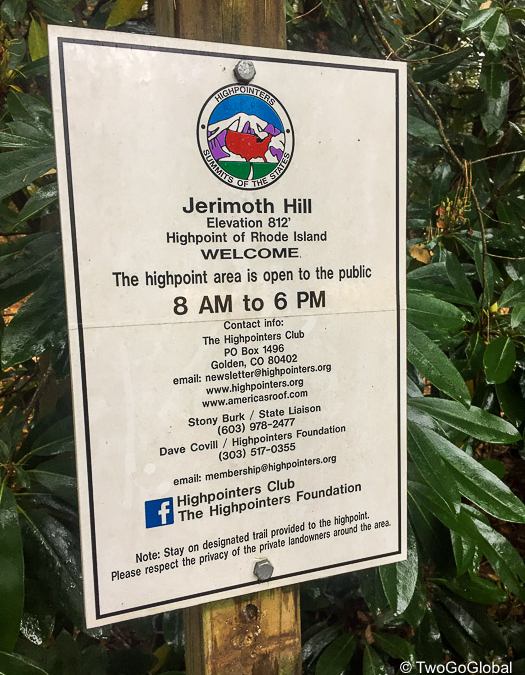 HIGHPOINTERS
SUMMITS OF THE STATES
Jerimoth Hill
Elevation 812'
Highpoint of Rhode Island
WELCOME
The highpoint area is open to the public
8 AM to 6 PM
Contact info:
The Highpointers Club
PO Box 1496
Golden, CO 80402
email: newsletter@highpointers.org
www.highpointers.org
www.americasroof.com
Stony Burk / State Liaison
(603) 978-2477
Dave Covill / Highpointers Foundation
(303) 517-0355
email: membership@highpointers.org
f
Highpointers Club
The Highpointers Foundation
Note: Stay on designated trail provided to the highpoint.
Please respect the privacy of the private landowners around the area.
© TwoGoGlobal